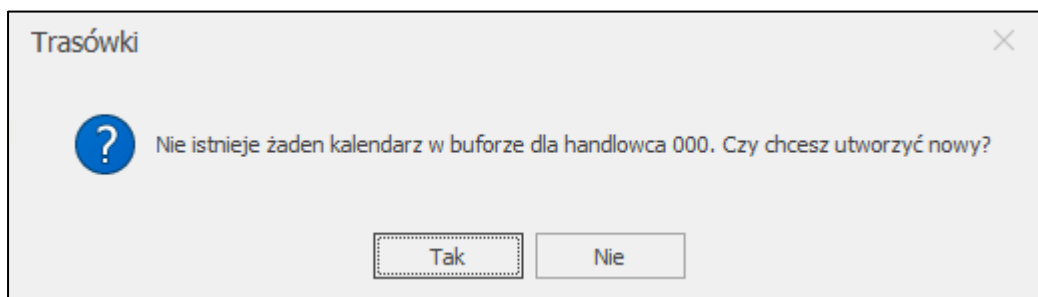 Trasówki
Nie istnieje żaden kalendarz w buforze dla handlowca 000. Czy chcesz utworzyć nowy?
Tak
Nie